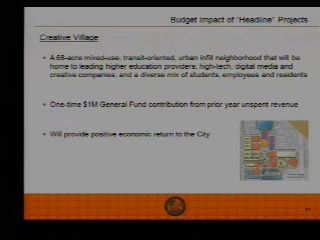 Budget Impact of "Headline" Projects
Creative Village
• A 68-acre mixed-use, transit-oriented, urban infill neighborhood that will be
home to leading higher education providers; high-tech, digital media and
creative companies; and a diverse mix of students, employees and residents
• One-time $1M General Fund contribution from prior year unspent revenue
• Will provide positive economic return to the City